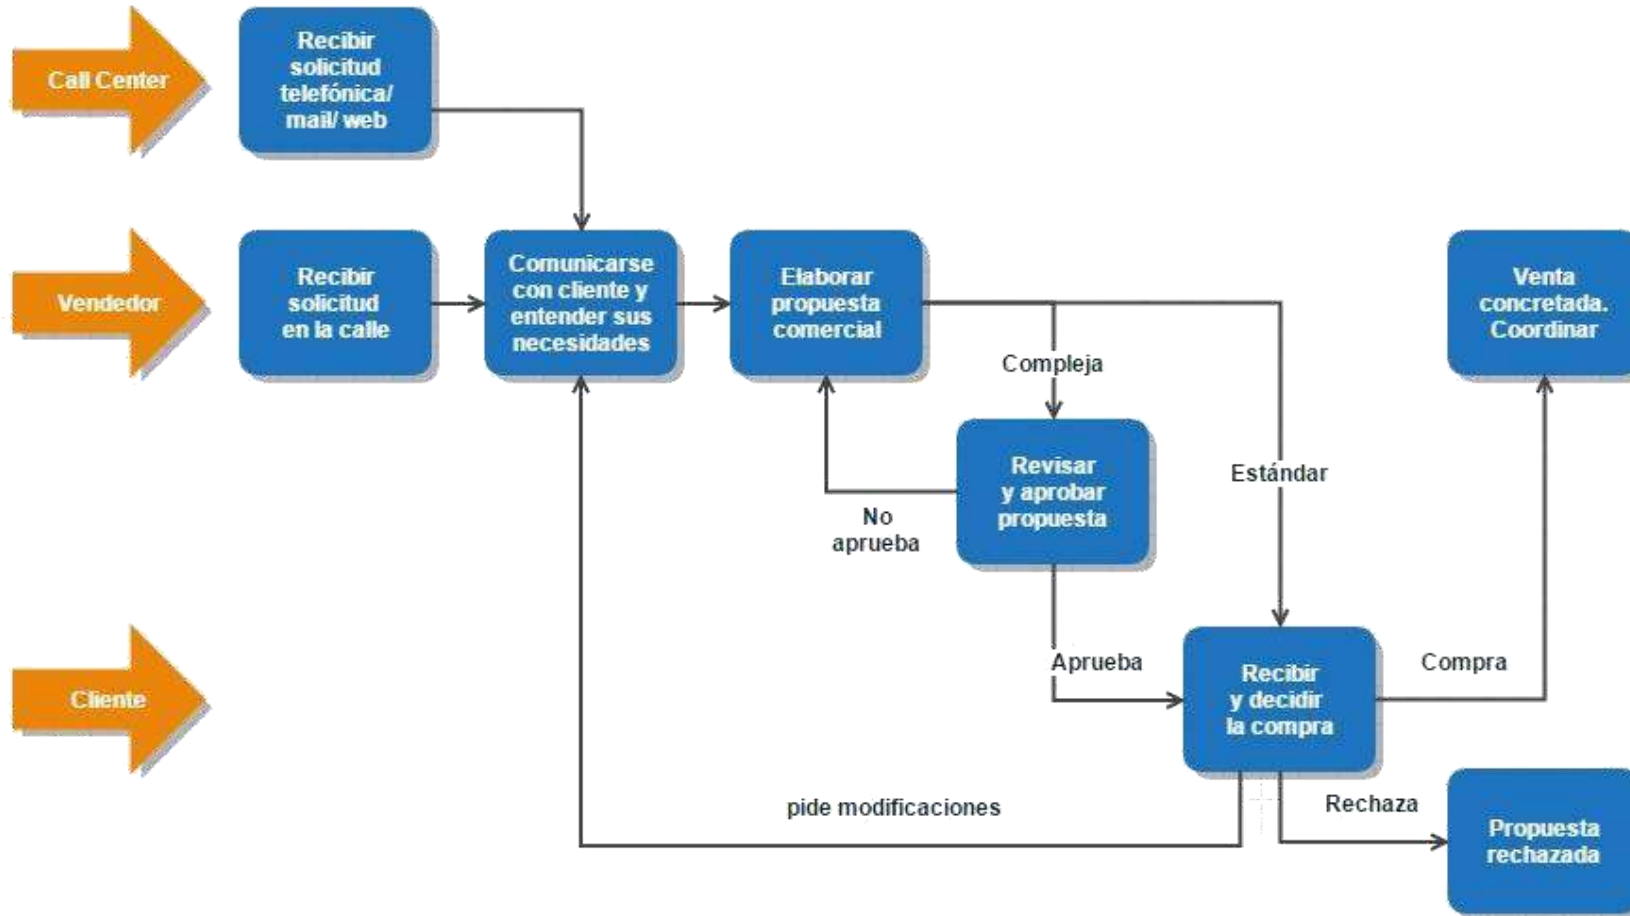 Call Center
Recibir
solicitud
telefónica/
mail/ web
Vendedor
Recibir
solicitud
en la calle
Comunicarse
con cliente y
entender sus
necesidades
Elaborar
propuesta
comercial
Venta
concretada.
Coordinar
Compleja
Revisar
y aprobar
propuesta
Estándar
No
aprueba
Cliente
Aprueba
Recibir
y decidir
la compra
Compra
pide modificaciones
Rechaza
Propuesta
rechazada